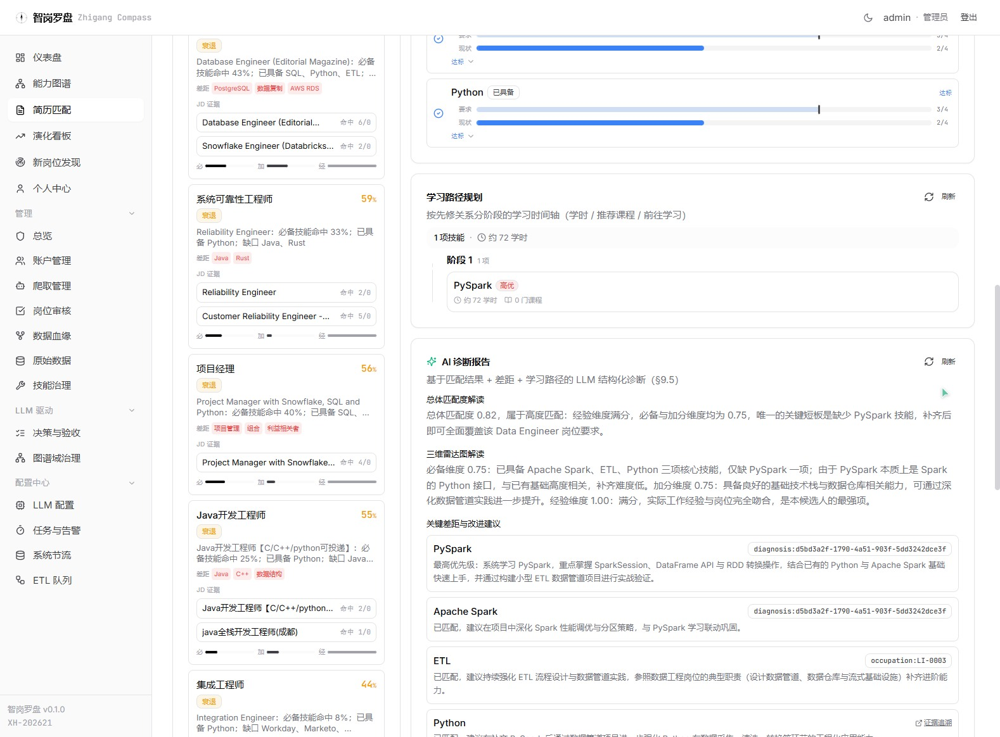 智岗罗盘 Zhigang Compass
admin · 管理员 登出
仪表盘
能力图谱
简历匹配
演化看板
新岗位发现
个人中心
管理
总览
账户管理
爬取管理
岗位审核
数据血缘
原始数据
技能治理
LLM 驱动
决策与验收
图谱域治理
配置中心
LLM 配置
任务与告警
系统节流
ETL 队列
智岗罗盘 v0.1.0
XH-202621
衰退
Database Engineer (Editorial Magazine)：必备
技能命中 43%；已具备 SQL、Python、ETL；...
差距 PostgreSQL 数据复制 AWS RDS
JD 证据
Database Engineer (Editorial... 命中 6/0
Snowflake Engineer (Databricks... 命中 2/0
必 加 经
系统可靠性工程师 59%
衰退
Reliability Engineer：必备技能命中 33%；已具
备 Python；缺口 Java、Rust
差距 Java Rust
JD 证据
Reliability Engineer 命中 2/0
Customer Reliability Engineer -... 命中 5/0
必 加 经
项目经理 56%
衰退
Project Manager with Snowflake, SQL and
Python：必备技能命中 40%；已具备 SQL、...
差距 项目管理 组合 利益相关者
JD 证据
Project Manager with Snowflake... 命中 4/0
必 加 经
Java开发工程师 55%
衰退
Java开发工程师【C/C++/python可投递】：必
备技能命中 25%；已具备 Python；缺口 Java...
差距 Java C++ 数据结构
JD 证据
Java开发工程师【C/C++/python... 命中 2/0
java全栈开发工程师(成都) 命中 1/0
必 加 经
集成工程师 44%
衰退
Integration Engineer：必备技能命中 8%；已具
备 Python；缺口 Workday、Marketo、...
要求 3/4
现状 2/4
达标
Python 已具备 达标
要求 3/4
现状 2/4
达标
学习路径规划 刷新
按先修关系分阶段的学习时间轴（学时 / 推荐课程 / 前往学习）
1 项技能 · 约 72 学时
阶段 1 1 项
PySpark 高优
约 72 学时 0 门课程
AI 诊断报告 刷新
基于匹配结果 + 差距 + 学习路径的 LLM 结构化诊断（§9.5）
总体匹配度解读
总体匹配度 0.82，属于高度匹配：经验维度满分，必备与加分维度均为 0.75，唯一的关键短板是缺少 PySpark 技能，补齐后
即可全面覆盖该 Data Engineer 岗位要求。
三维雷达图解读
必备维度 0.75：已具备 Apache Spark、ETL、Python 三项核心技能，仅缺 PySpark 一项；由于 PySpark 本质上是 Spark
的 Python 接口，与已有基础高度相关，补齐难度低。加分维度 0.75：具备良好的基础技术栈与数据仓库相关能力，可通过深
化数据管道实践进一步提升。经验维度 1.00：满分，实际工作经验与岗位完全吻合，是本候选人的最强项。
关键差距与改进建议
PySpark diagnosis:d5bd3a2f-1790-4a51-903f-5dd3242dce3f
最高优先级：系统学习 PySpark，重点掌握 SparkSession、DataFrame API 与 RDD 转换操作，结合已有的 Python 与 Apache Spark 基础
快速上手，并通过构建小型 ETL 数据管道项目进行实战验证。
Apache Spark diagnosis:d5bd3a2f-1790-4a51-903f-5dd3242dce3f
已匹配，建议在项目中深化 Spark 性能调优与分区策略，与 PySpark 学习联动巩固。
ETL occupation:LI-0003
已匹配，建议持续强化 ETL 流程设计与数据管道实践，参照数据工程岗位的典型职责（设计数据管道、数据仓库与流式基础设施）补齐进阶能
力。
Python 证据追溯